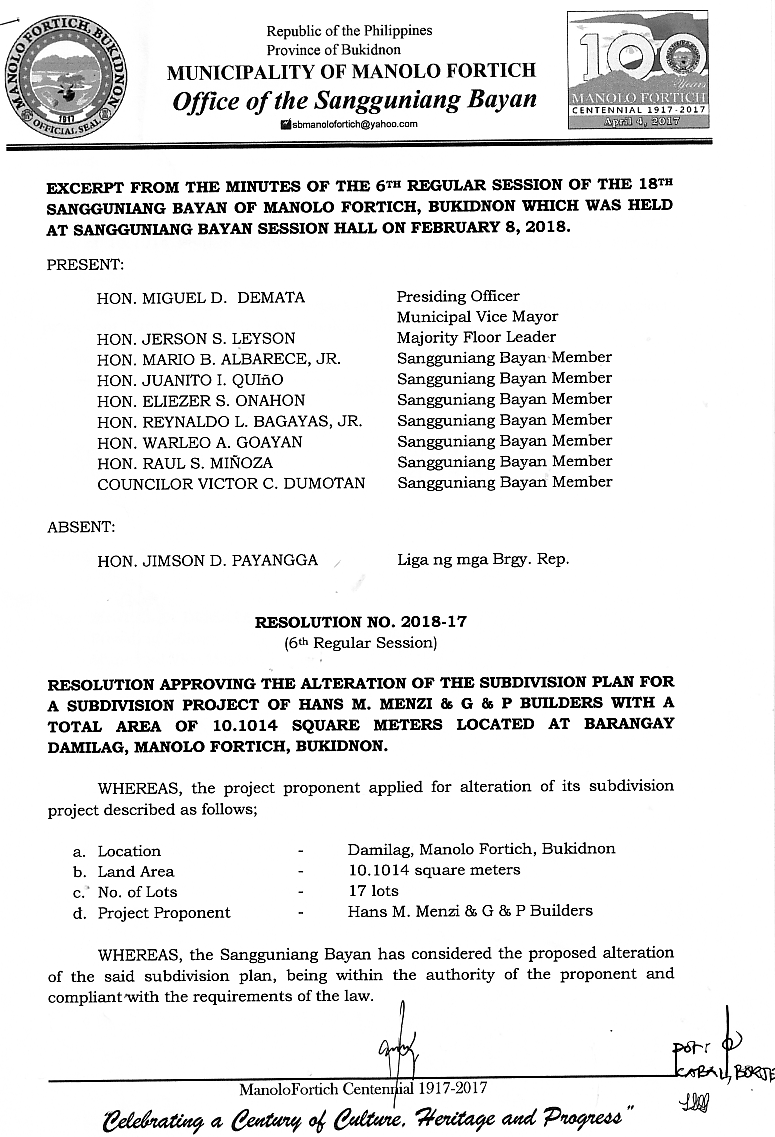 MANOLO FORTICH, BUKIDNON
1917
OFFICIAL SEAL
Republic of the Philippines
Province of Bukidnon
MUNICIPALITY OF MANOLO FORTICH
Office of the Sangguniang Bayan
sbmanolofortich@yahoo.com
100
Years
MANOLO FORTICH
CENTENNIAL 1917-2017
April 4, 2017
EXCERPT FROM THE MINUTES OF THE 6TH REGULAR SESSION OF THE 18TH
SANGGUNIANG BAYAN OF MANOLO FORTICH, BUKIDNON WHICH WAS HELD
AT SANGGUNIANG BAYAN SESSION HALL ON FEBRUARY 8, 2018.
PRESENT:
HON. MIGUEL D. DEMATA Presiding Officer
Municipal Vice Mayor
HON. JERSON S. LEYSON Majority Floor Leader
HON. MARIO B. ALBARECE, JR. Sangguniang Bayan Member
HON. JUANITO I. QUIñO Sangguniang Bayan Member
HON. ELIEZER S. ONAHON Sangguniang Bayan Member
HON. REYNALDO L. BAGAYAS, JR. Sangguniang Bayan Member
HON. WARLEO A. GOAYAN Sangguniang Bayan Member
HON. RAUL S. MIÑOZA Sangguniang Bayan Member
COUNCILOR VICTOR C. DUMOTAN Sangguniang Bayan Member
ABSENT:
HON. JIMSON D. PAYANGGA Liga ng mga Brgy. Rep.
RESOLUTION NO. 2018-17
(6th Regular Session)
RESOLUTION APPROVING THE ALTERATION OF THE SUBDIVISION PLAN FOR
A SUBDIVISION PROJECT OF HANS M. MENZI & G & P BUILDERS WITH A
TOTAL AREA OF 10.1014 SQUARE METERS LOCATED AT BARANGAY
DAMILAG, MANOLO FORTICH, BUKIDNON.
WHEREAS, the project proponent applied for alteration of its subdivision
project described as follows;
a. Location - Damilag, Manolo Fortich, Bukidnon
b. Land Area - 10.1014 square meters
c. No. of Lots - 17 lots
d. Project Proponent - Hans M. Menzi & G & P Builders
WHEREAS, the Sangguniang Bayan has considered the proposed alteration
of the said subdivision plan, being within the authority of the proponent and
compliant with the requirements of the law.
ManoloFortich Centennial 1917-2017
"Celebrating a Century of Culture, Heritage and Progress"